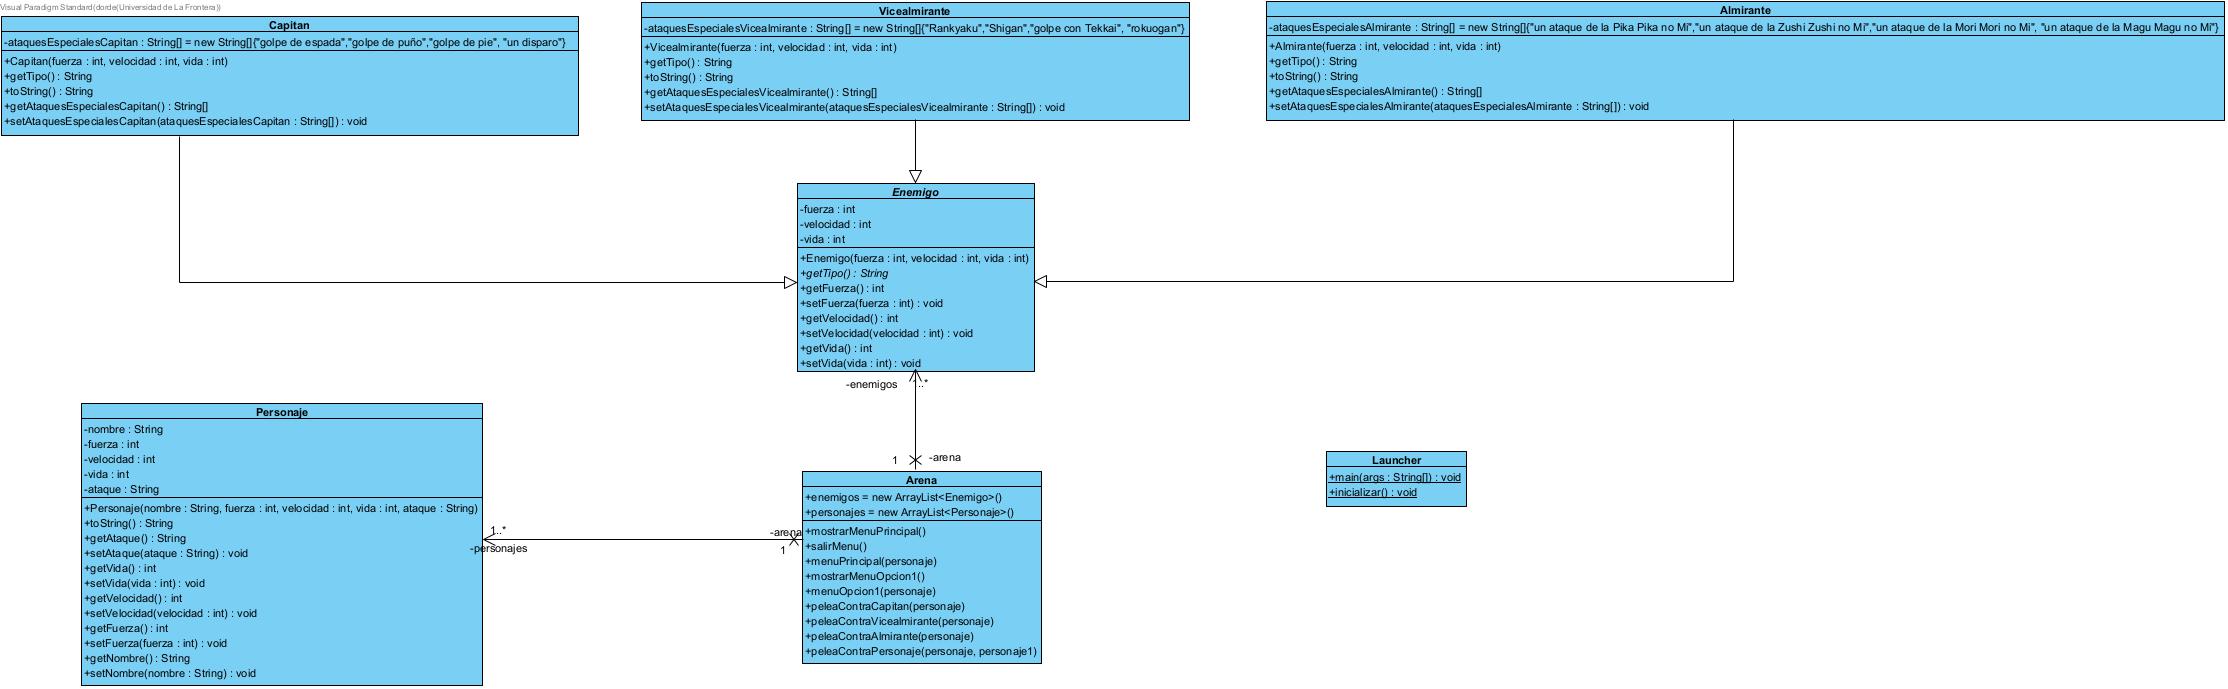 Visual Paradigm Standard(dorde(Universidad de La Frontera))
Capitan
-ataquesEspecialesCapitan : String[] = new String[]{"golpe de espada","golpe de puño","golpe de pie", "un disparo"}
+Capitan(fuerza : int, velocidad : int, vida : int)
+getTipo() : String
+toString() : String
+getAtaquesEspecialesCapitan() : String[]
+setAtaquesEspecialesCapitan(ataquesEspecialesCapitan : String[]) : void
Vicealmirante
-ataquesEspecialesVicealmirante : String[] = new String[]{"Rankyaku","Shigan","golpe con Tekkai", "rokuogan"}
+Vicealmirante(fuerza : int, velocidad : int, vida : int)
+getTipo() : String
+toString() : String
+getAtaquesEspecialesVicealmirante() : String[]
+setAtaquesEspecialesVicealmirante(ataquesEspecialesVicealmirante : String[]) : void
Almirante
-ataquesEspecialesAlmirante : String[] = new String[]{"un ataque de la Pika Pika no Mi","un ataque de la Zushi Zushi no Mi","un ataque de la Mori Mori no Mi", "un ataque de la Magu Magu no Mi"}
+Almirante(fuerza : int, velocidad : int, vida : int)
+getTipo() : String
+toString() : String
+getAtaquesEspecialesAlmirante() : String[]
+setAtaquesEspecialesAlmirante(ataquesEspecialesAlmirante : String[]) : void
Enemigo
-fuerza : int
-velocidad : int
-vida : int
+Enemigo(fuerza : int, velocidad : int, vida : int)
+getTipo() : String
+getFuerza() : int
+setFuerza(fuerza : int) : void
+getVelocidad() : int
+setVelocidad(velocidad : int) : void
+getVida() : int
+setVida(vida : int) : void
-enemigos
..*
1
-arena
Personaje
-nombre : String
-fuerza : int
-velocidad : int
-vida : int
-ataque : String
+Personaje(nombre : String, fuerza : int, velocidad : int, vida : int, ataque : String)
+toString() : String
+getAtaque() : String
+setAtaque(ataque : String) : void
+getVida() : int
+setVida(vida : int) : void
+getVelocidad() : int
+setVelocidad(velocidad : int) : void
+getFuerza() : int
+setFuerza(fuerza : int) : void
+getNombre() : String
+setNombre(nombre : String) : void
1..*
-personajes
-arena
1
Arena
+enemigos = new ArrayList<Enemigo>()
+personajes = new ArrayList<Personaje>()
+mostrarMenuPrincipal()
+salirMenu()
+menuPrincipal(personaje)
+mostrarMenuOpcion1()
+menuOpcion1(personaje)
+peleaContraCapitan(personaje)
+peleaContraVicealmirante(personaje)
+peleaContraAlmirante(personaje)
+peleaContraPersonaje(personaje, personaje1)
Launcher
+main(args : String[]) : void
+inicializar() : void